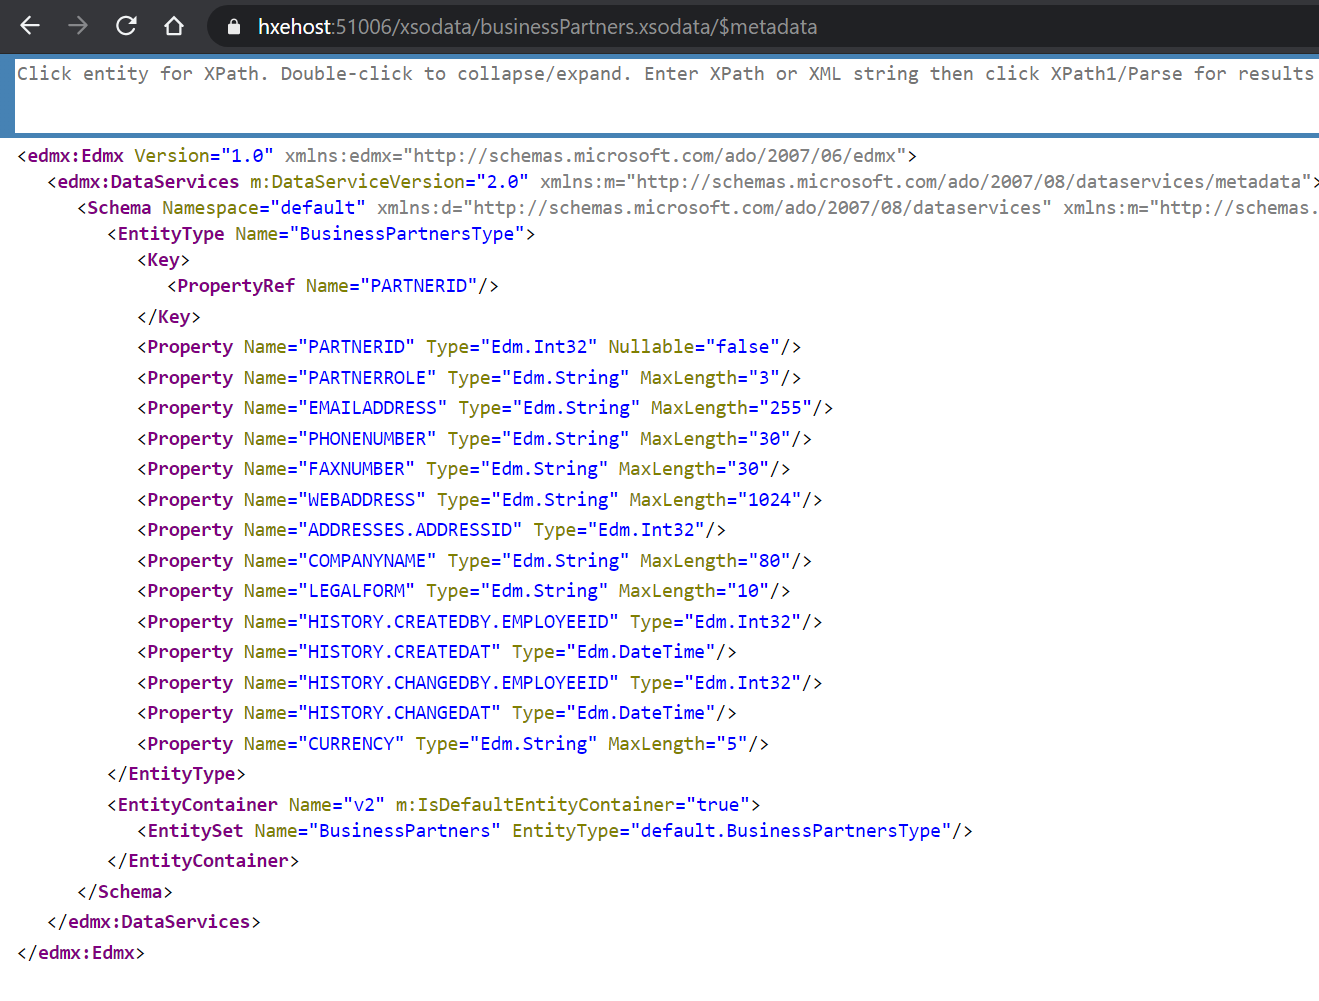 hxehost:51006/xsodata/businessPartners.xsodata/$metadata
Click entity for XPath. Double-click to collapse/expand. Enter XPath or XML string then click XPath1/Parse for results
<edmx:Edmx Version="1.0" xmlns:edmx="http://schemas.microsoft.com/ado/2007/06/edmx">
<edmx:DataServices m:DataServiceVersion="2.0" xmlns:m="http://schemas.microsoft.com/ado/2007/08/dataservices/metadata">
<Schema Namespace="default" xmlns:d="http://schemas.microsoft.com/ado/2007/08/dataservices" xmlns:m="http://schemas.
<EntityType Name="BusinessPartnersType">
<Key>
<PropertyRef Name="PARTNERID"/>
</Key>
<Property Name="PARTNERID" Type="Edm.Int32" Nullable="false"/>
<Property Name="PARTNERROLE" Type="Edm.String" MaxLength="3"/>
<Property Name="EMAILADDRESS" Type="Edm.String" MaxLength="255"/>
<Property Name="PHONENUMBER" Type="Edm.String" MaxLength="30"/>
<Property Name="FAXNUMBER" Type="Edm.String" MaxLength="30"/>
<Property Name="WEBADDRESS" Type="Edm.String" MaxLength="1024"/>
<Property Name="ADDRESSES.ADDRESSID" Type="Edm.Int32"/>
<Property Name="COMPANYNAME" Type="Edm.String" MaxLength="80"/>
<Property Name="LEGALFORM" Type="Edm.String" MaxLength="10"/>
<Property Name="HISTORY.CREATEDBY.EMPLOYEEID" Type="Edm.Int32"/>
<Property Name="HISTORY.CREATEDAT" Type="Edm.DateTime"/>
<Property Name="HISTORY.CHANGEDBY.EMPLOYEEID" Type="Edm.Int32"/>
<Property Name="HISTORY.CHANGEDAT" Type="Edm.DateTime"/>
<Property Name="CURRENCY" Type="Edm.String" MaxLength="5"/>
</EntityType>
<EntityContainer Name="v2" m:IsDefaultEntityContainer="true">
<EntitySet Name="BusinessPartners" EntityType="default.BusinessPartnersType"/>
</EntityContainer>
</Schema>
</edmx:DataServices>
</edmx:Edmx>